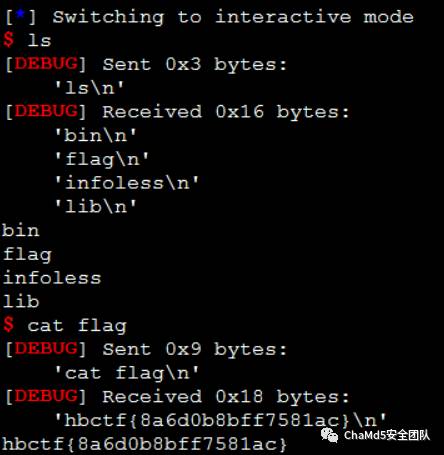 [*] Switching to interactive mode
$ ls
[DEBUG] Sent 0x3 bytes:
    'ls\n'
[DEBUG] Received 0x16 bytes:
    'bin\n'
    'flag\n'
    'infoless\n'
    'lib\n'
bin
flag
infoless
lib
$ cat flag
[DEBUG] Sent 0x9 bytes:
    'cat flag\n'
[DEBUG] Received 0x18 bytes:
    'hbctf{8a6d0b8bff7581ac}\n'
hbctf{8a6d0b8bff7581ac}
ChaMd5安全团队